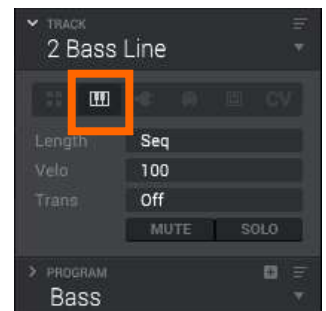 TRACK
2 Bass Line
CV
Length Seq
Velo 100
Trans Off
MUTE SOLO
PROGRAM
Bass